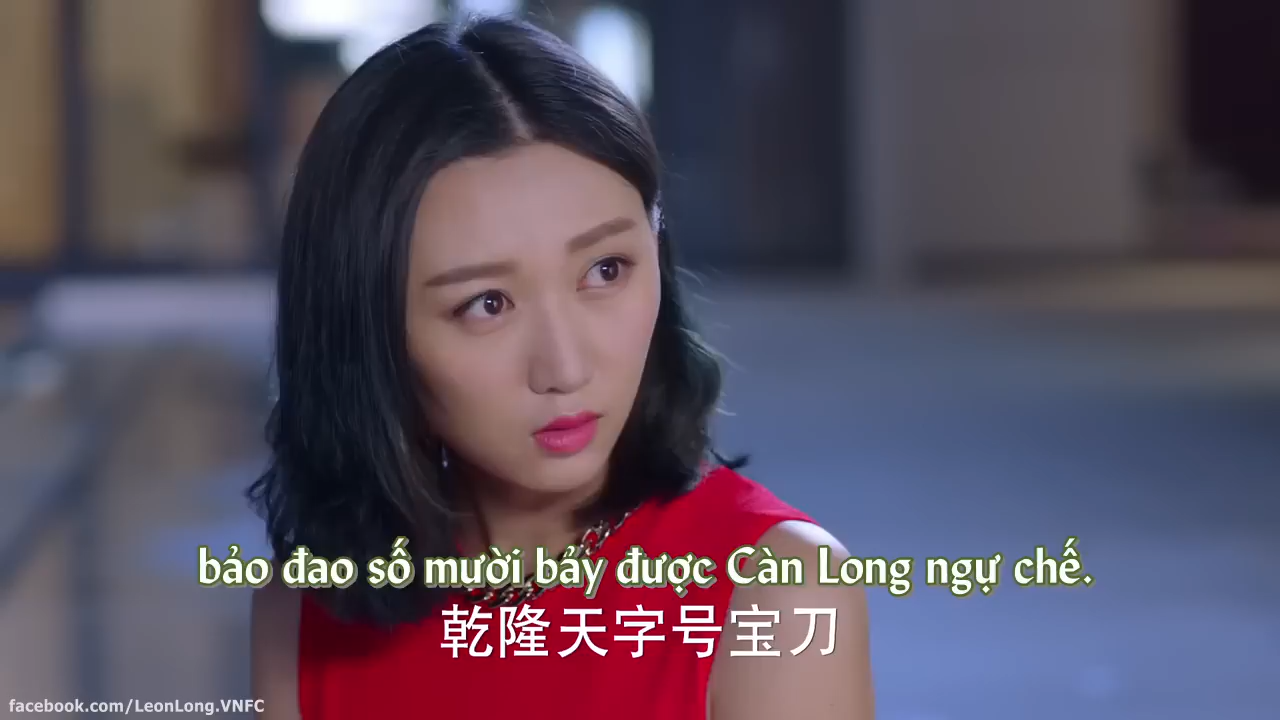 bảo đao số mười bảy được Càn Long ngự chế.
乾隆天字号宝刀
facebook.com/LeonLong.VNFC